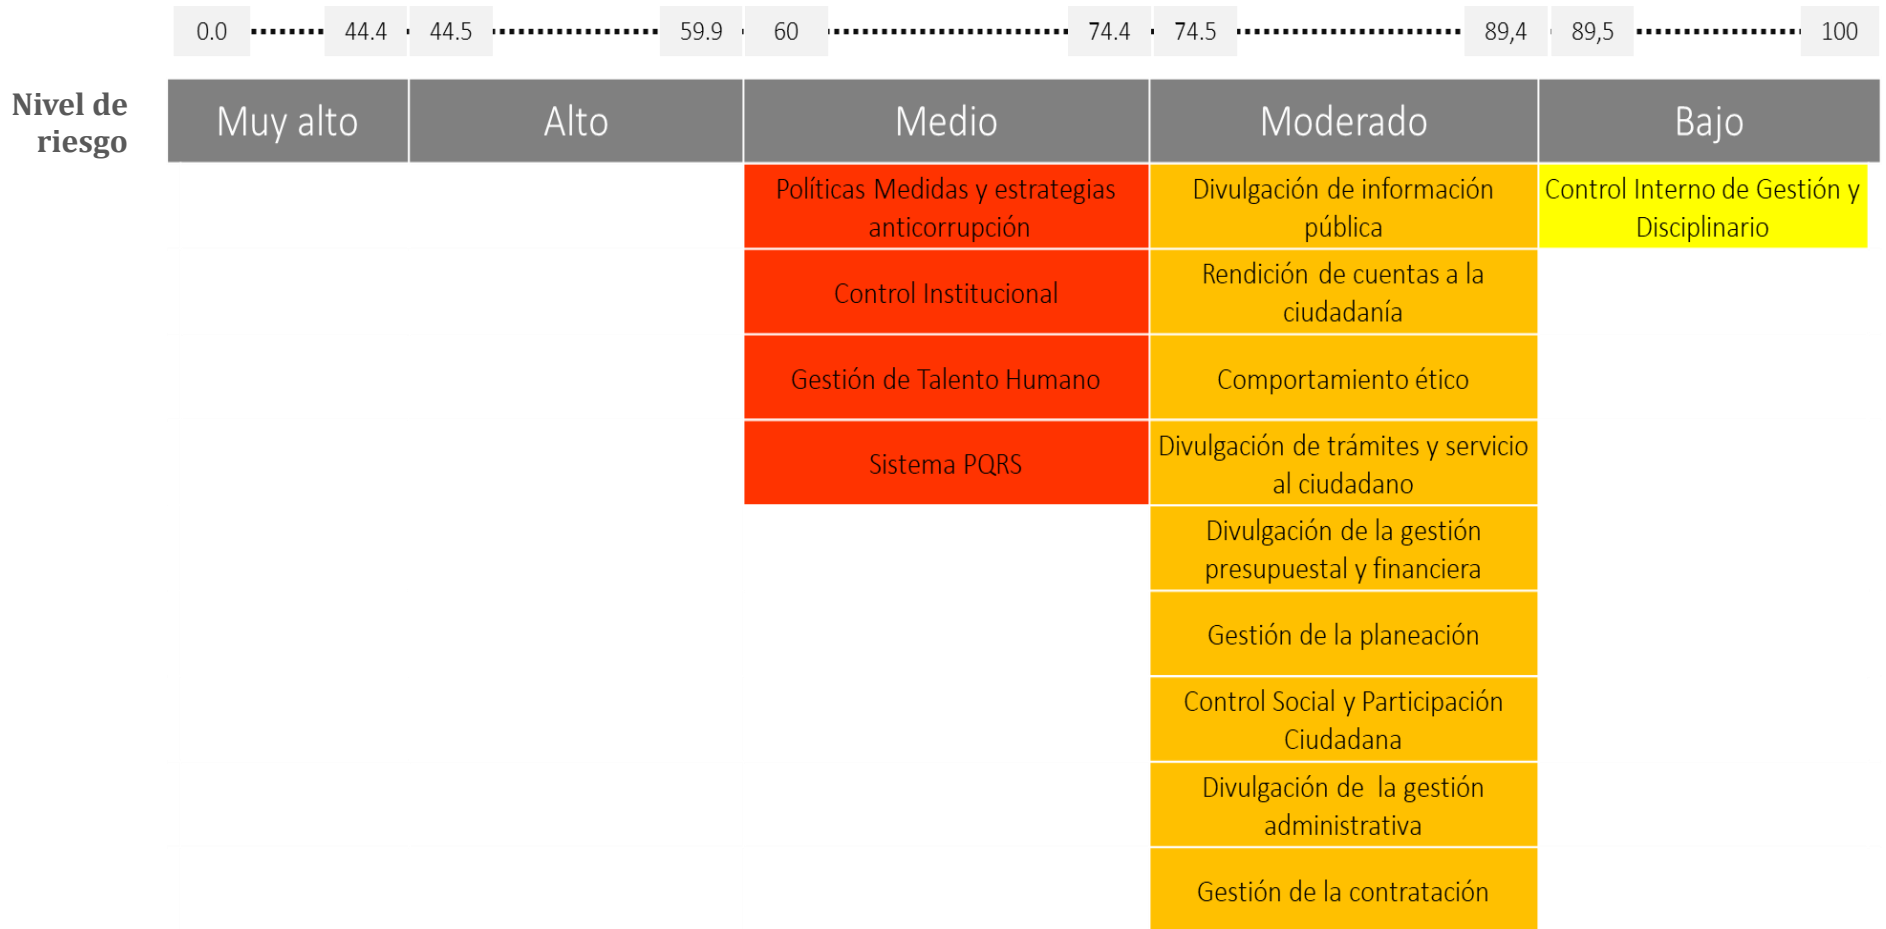 0.0 44.4 44.5 59.9 60 74.4 74.5 89,4 89,5 100
Nivel de
riesgo
Muy alto Alto Medio Moderado Bajo
Políticas Medidas y estrategias
anticorrupción
Divulgación de información
pública
Control Interno de Gestión y
Disciplinario
Control Institucional
Rendición de cuentas a la
ciudadanía
Gestión de Talento Humano
Comportamiento ético
Sistema PQRS
Divulgación de trámites y servicio
al ciudadano
Divulgación de la gestión
presupuestal y financiera
Gestión de la planeación
Control Social y Participación
Ciudadana
Divulgación de la gestión
administrativa
Gestión de la contratación